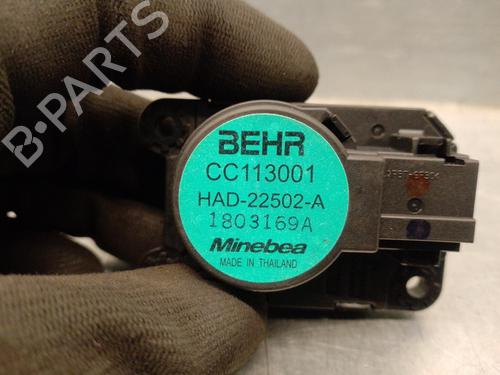 B-PARTS
BEHR
CC113001
HAD-22502-A
1803169A
Minebea
MADE IN THAILAND